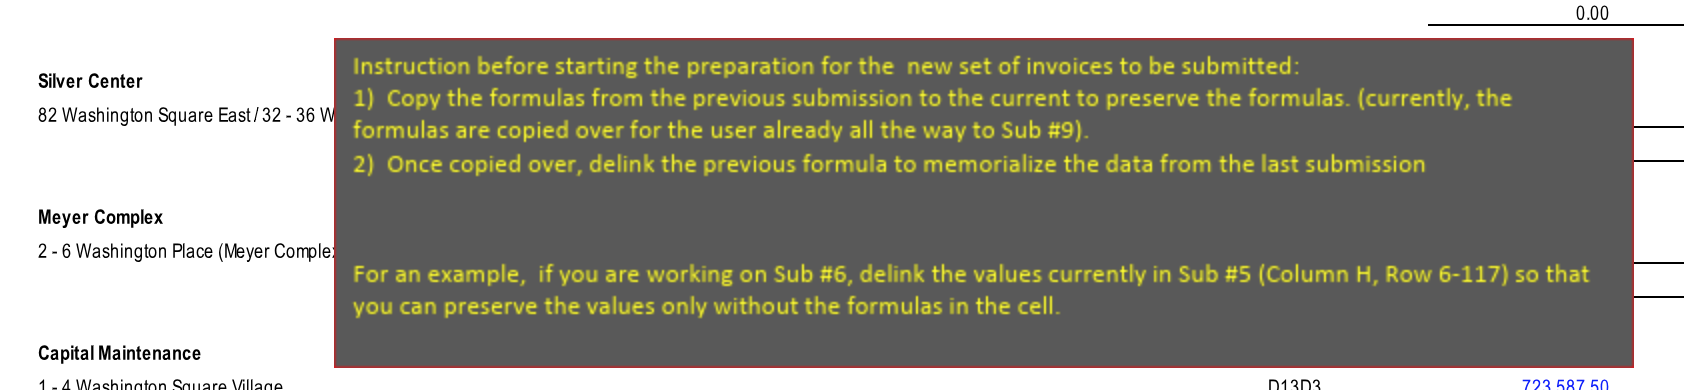 0.00
Silver Center
82 Washington Square East / 32 - 36 W
Instruction before starting the preparation for the  new set of invoices to be submitted:
1)  Copy the formulas from the previous submission to the current to preserve the formulas. (currently, the
formulas are copied over for the user already all the way to Sub #9).
2)  Once copied over, delink the previous formula to memorialize the data from the last submission
Meyer Complex
2 - 6 Washington Place (Meyer Complex
For an example,  if you are working on Sub #6, delink the values currently in Sub #5 (Column H, Row 6-117) so that
you can preserve the values only without the formulas in the cell.
Capital Maintenance
1 - 4 Washington Square Village D13D3 723,587.50